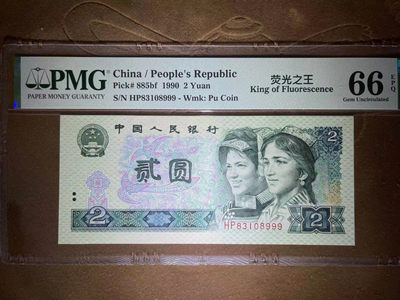 PMG
PAPER MONEY GUARANTY
China / People's Republic
Pick# 885bf 1990 2 Yuan
S/N HP83108999 - Wmk: Pu Coin
荧光之王
King of Fluorescence
66
EPQ
Gem Uncirculated
中国人民银行
2
贰圆
2
HP83108999
2